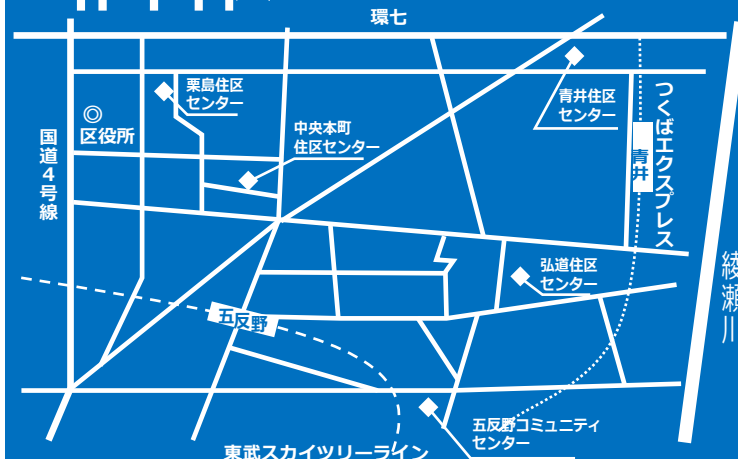 環七
栗島住区
センター
◎
区役所
青井住区
センター
つくばエクスプレス
中央本町
住区センター
国道4号線
青井
弘道住区
センター
綾瀬川
五反野
五反野コミュニティ
センター
東武スカイツリーライン